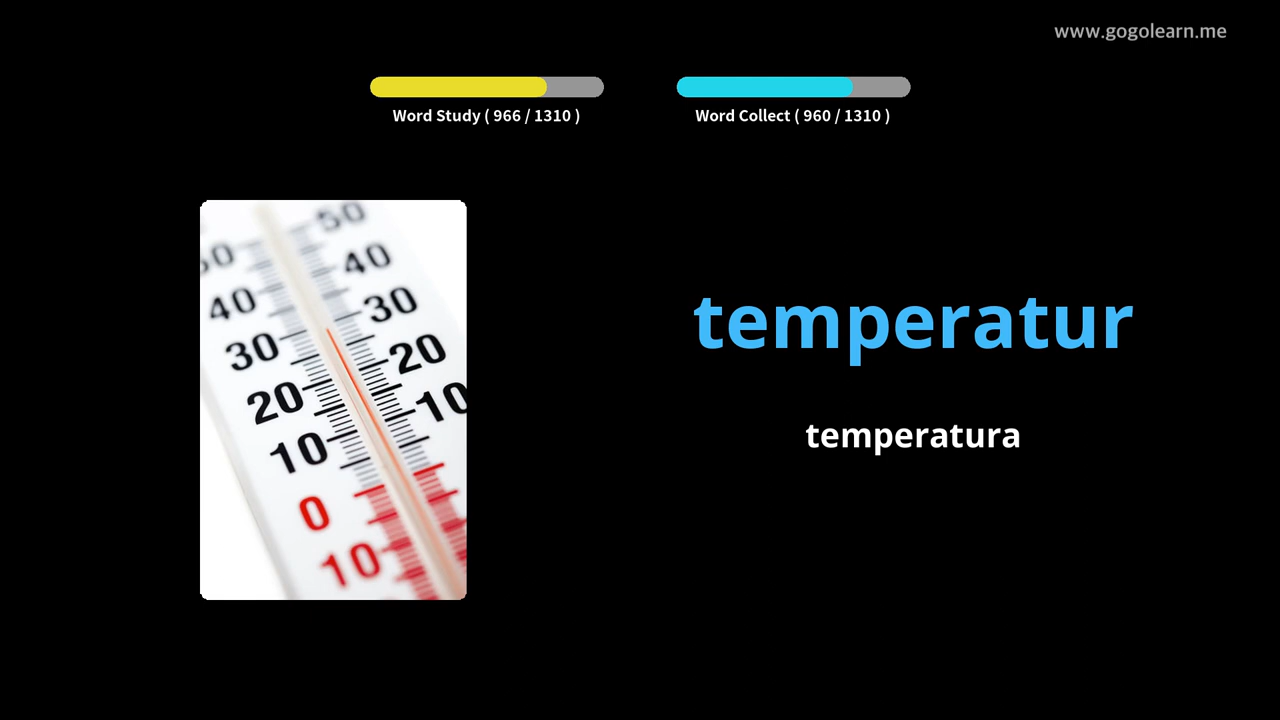 www.gogolearn.me
Word Study ( 966 / 1310 )
Word Collect ( 960 / 1310 )
50
40
30
20
10
40
30
20
10
0
10
temperatur
temperatura